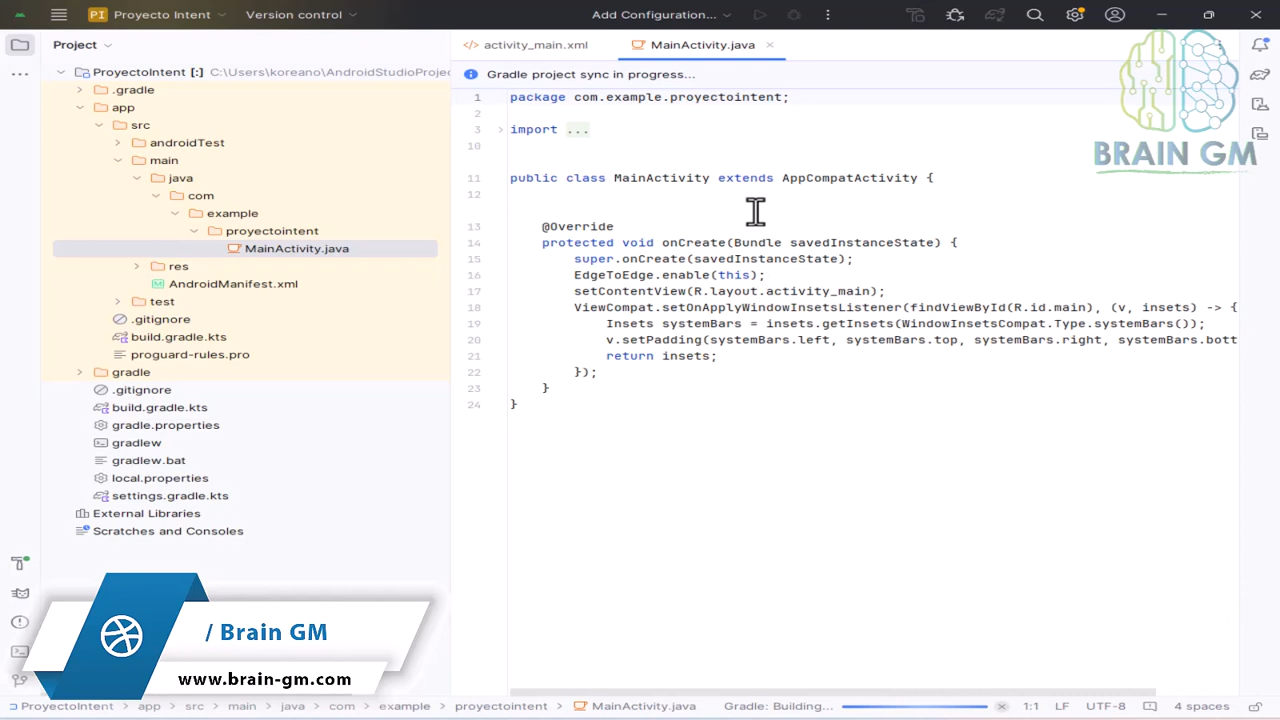 PI Proyecto Intent Version control Add Configuration...
Project
activity_main.xml MainActivity.java
ProyectoIntent [:] C:\Users\koreano\AndroidStudioProjec
Gradle project sync in progress...
.gradle
app
src
androidTest
main
java
com
example
proyectointent
MainActivity.java
res
AndroidManifest.xml
test
.gitignore
build.gradle.kts
proguard-rules.pro
gradle
.gitignore
build.gradle.kts
gradle.properties
gradlew
gradlew.bat
local.properties
settings.gradle.kts
External Libraries
Scratches and Consoles
1 package com.example.proyectointent;
2
3 import ...
10
11 public class MainActivity extends AppCompatActivity {
12
13 @Override
14 protected void onCreate(Bundle savedInstanceState) {
15 super.onCreate(savedInstanceState);
16 EdgeToEdge.enable(this);
17 setContentView(R.layout.activity_main);
18 ViewCompat.setOnApplyWindowInsetsListener(findViewById(R.id.main), (v, insets) -> {
19 Insets systemBars = insets.getInsets(WindowInsetsCompat.Type.systemBars());
20 v.setPadding(systemBars.left, systemBars.top, systemBars.right, systemBars.bott
21 return insets;
22 });
23 }
24 }
BRAIN GM
/ Brain GM
www.brain-gm.com
ProyectoIntent > app > src > main > java > com > example > proyectointent > MainActivity.java Gradle: Building... 1:1 LF UTF-8 4 spaces